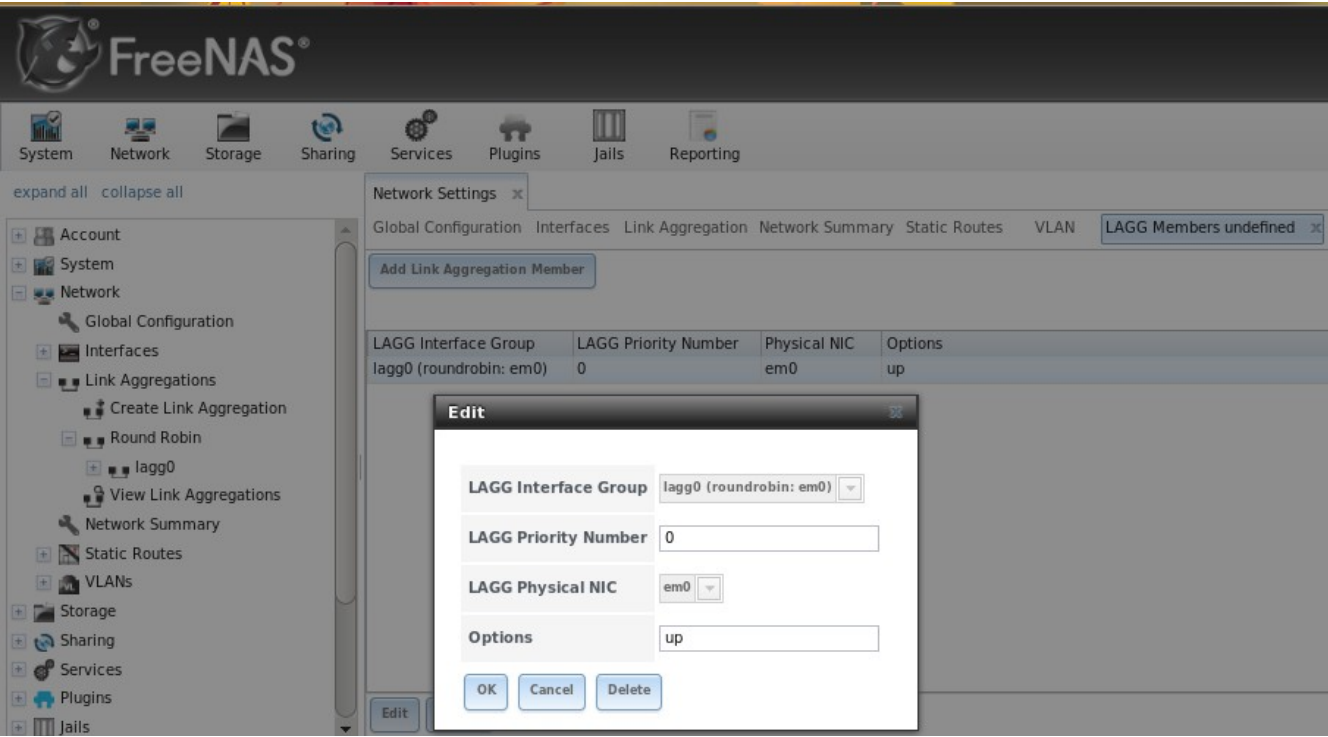 FreeNAS®
System Network Storage Sharing Services Plugins Jails Reporting
expand all collapse all
Account
System
Network
Global Configuration
Interfaces
Link Aggregations
Create Link Aggregation
Round Robin
lagg0
View Link Aggregations
Network Summary
Static Routes
VLANs
Storage
Sharing
Services
Plugins
Jails
Network Settings
Global Configuration Interfaces Link Aggregation Network Summary Static Routes VLAN LAGG Members undefined
Add Link Aggregation Member
LAGG Interface Group LAGG Priority Number Physical NIC Options
lagg0 (roundrobin: em0) 0 em0 up
Edit
LAGG Interface Group lagg0 (roundrobin: em0)
LAGG Priority Number 0
LAGG Physical NIC em0
Options up
OK Cancel Delete
Edit